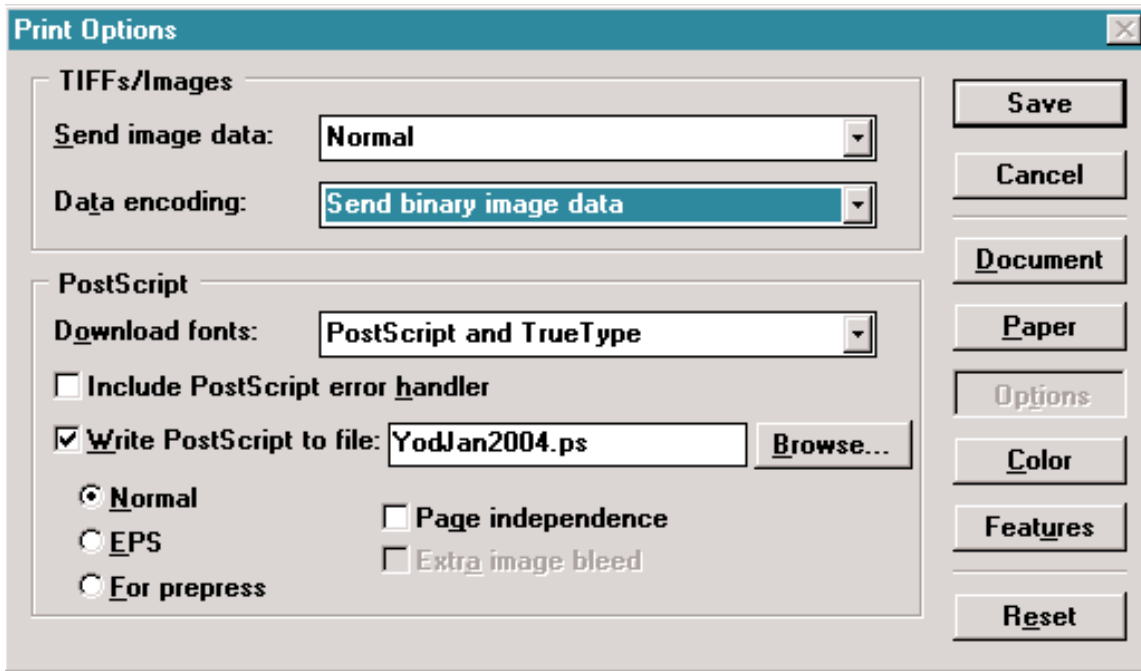 Print Options
TIFFs/Images
Send image data: Normal
Data encoding: Send binary image data
PostScript
Download fonts: PostScript and TrueType
Include PostScript error handler
Write PostScript to file: YodJan2004.ps Browse...
Normal
EPS
For prepress
Page independence
Extra image bleed
Save
Cancel
Document
Paper
Options
Color
Features
Reset